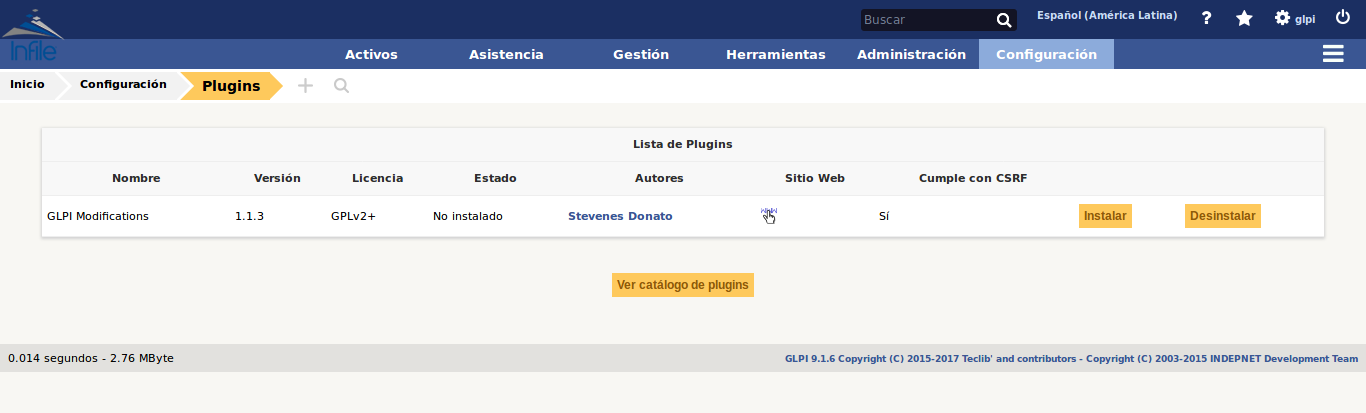 Infile
Buscar
Español (América Latina)
?
glpi
Activos Asistencia Gestión Herramientas Administración Configuración
Inicio Configuración Plugins
Lista de Plugins
Nombre Versión Licencia Estado Autores Sitio Web Cumple con CSRF
GLPI Modifications 1.1.3 GPLv2+ No instalado Stevenes Donato Sí Instalar Desinstalar
Ver catálogo de plugins
0.014 segundos - 2.76 MByte
GLPI 9.1.6 Copyright (C) 2015-2017 Teclib' and contributors - Copyright (C) 2003-2015 INDEPNET Development Team